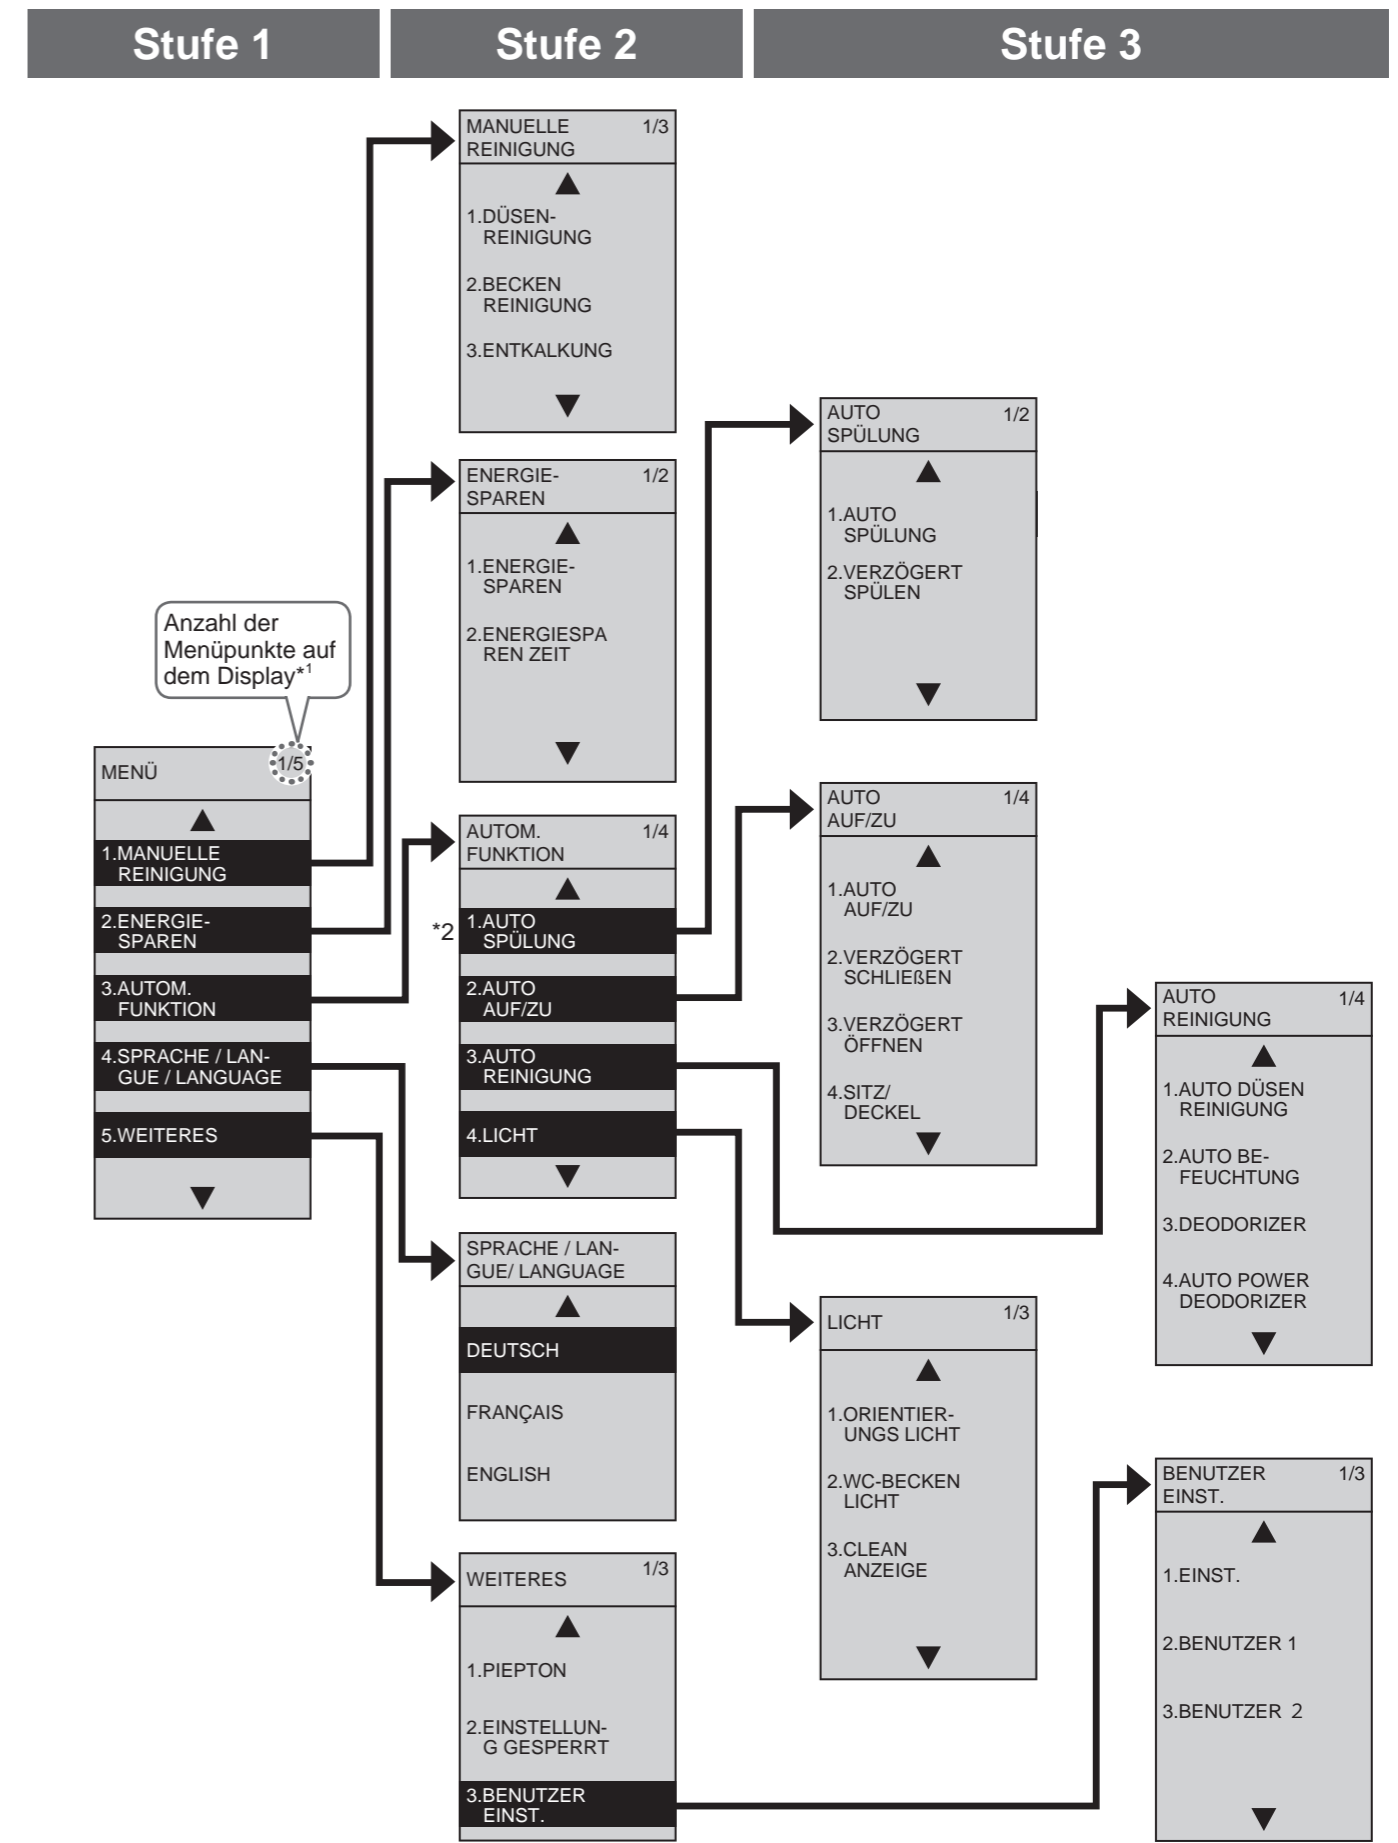 Stufe 1
Stufe 2
Stufe 3
Anzahl der
Menüpunkte auf
dem Display*1
MENÜ 1/5
1.MANUELLE
REINIGUNG
2.ENERGIE-
SPAREN
3.AUTOM.
FUNKTION
4.SPRACHE / LAN-
GUE / LANGUAGE
5.WEITERES
MANUELLE 1/3
REINIGUNG
1.DÜSEN-
REINIGUNG
2.BECKEN
REINIGUNG
3.ENTKALKUNG
ENERGIE- 1/2
SPAREN
1.ENERGIE-
SPAREN
2.ENERGIESPA
REN ZEIT
AUTOM. 1/4
FUNKTION
*2
1.AUTO
SPÜLUNG
2.AUTO
AUF/ZU
3.AUTO
REINIGUNG
4.LICHT
SPRACHE / LAN-
GUE/ LANGUAGE
DEUTSCH
FRANÇAIS
ENGLISH
WEITERES 1/3
1.PIEPTON
2.EINSTELLUN-
G GESPERRT
3.BENUTZER
EINST.
AUTO 1/2
SPÜLUNG
1.AUTO
SPÜLUNG
2.VERZÖGERT
SPÜLEN
AUTO 1/4
AUF/ZU
1.AUTO
AUF/ZU
2.VERZÖGERT
SCHLIEßEN
3.VERZÖGERT
ÖFFNEN
4.SITZ/
DECKEL
AUTO 1/4
REINIGUNG
1.AUTO DÜSEN
REINIGUNG
2.AUTO BE-
FEUCHTUNG
3.DEODORIZER
4.AUTO POWER
DEODORIZER
LICHT 1/3
1.ORIENTIER-
UNGS LICHT
2.WC-BECKEN
LICHT
3.CLEAN
ANZEIGE
BENUTZER 1/3
EINST.
1.EINST.
2.BENUTZER 1
3.BENUTZER 2